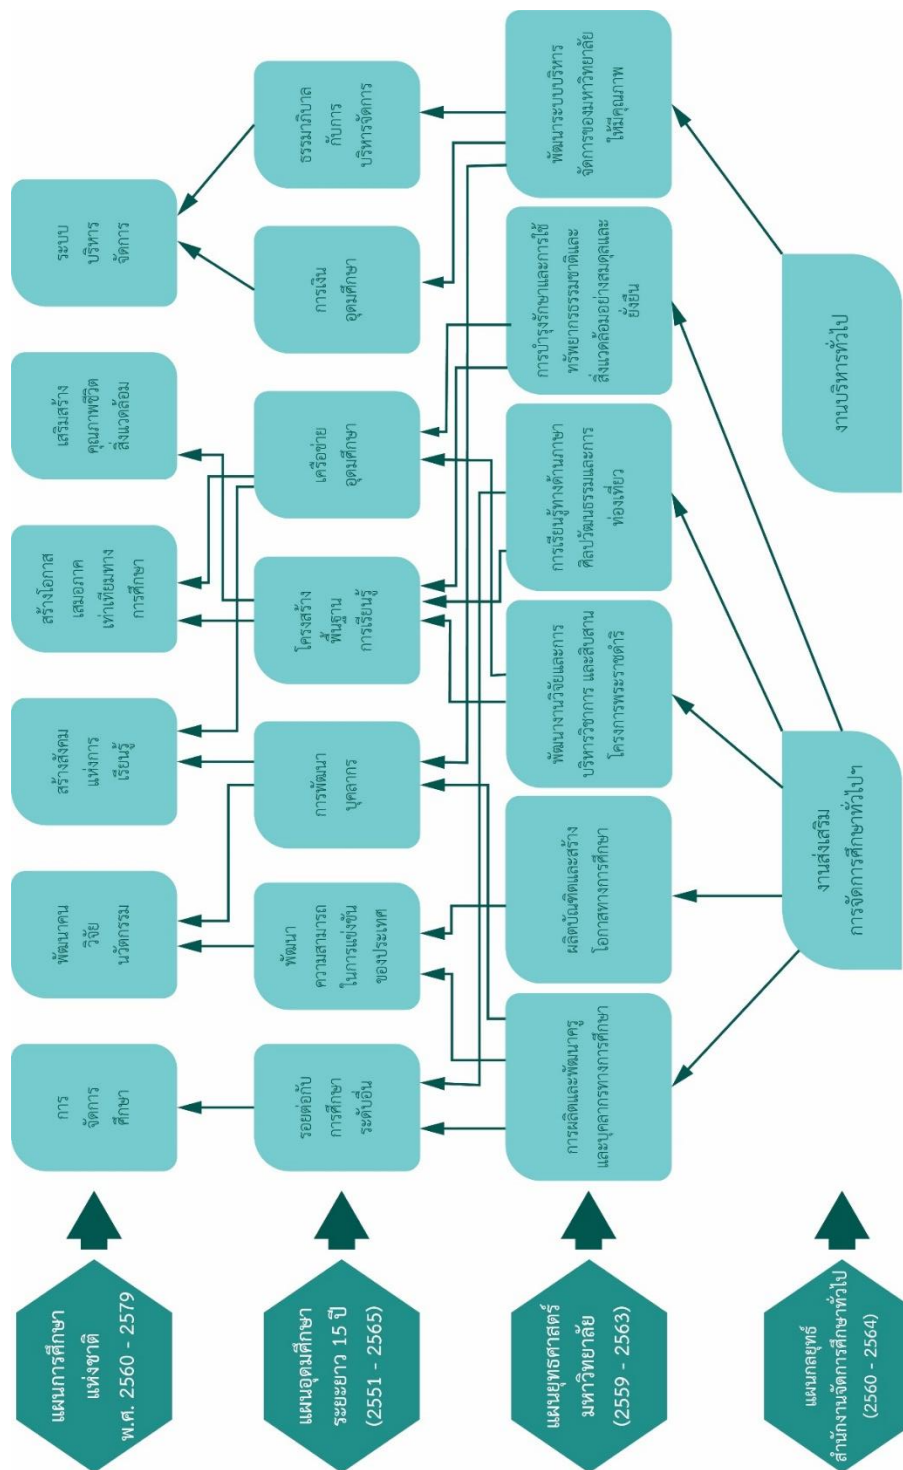 แผนการศึกษา
แห่งชาติ
พ.ศ. 2560 - 2579
การ
จัดการ
ศึกษา
พัฒนาคน
วิจัย
นวัตกรรม
สร้างสังคม
แห่งการ
เรียนรู้
สร้างโอกาส
เสมอภาค
เท่าเทียมทาง
การศึกษา
เสริมสร้าง
คุณภาพชีวิต
สิ่งแวดล้อม
ระบบ
บริหาร
จัดการ
แผนอุดมศึกษา
ระยะยาว 15 ปี
(2551 - 2565)
รอยต่อกับ
การศึกษา
ระดับอื่น
พัฒนา
ความสามารถ
ในการแข่งขัน
ของประเทศ
การพัฒนา
บุคลากร
โครงสร้าง
พื้นฐาน
การเรียนรู้
เครือข่าย
อุดมศึกษา
การเงิน
อุดมศึกษา
ธรรมาภิบาล
กับการ
บริหารจัดการ
แผนยุทธศาสตร์
มหาวิทยาลัย
(2559 - 2563)
การผลิตและพัฒนาครู
และบุคลากรทางการศึกษา
ผลิตบัณฑิตและสร้าง
โอกาสทางการศึกษา
พัฒนางานวิจัยและการ
บริหารวิชาการ และสืบสาน
โครงการพระราชดำริ
การเรียนรู้ทางด้านภาษา
ศิลปวัฒนธรรมและการ
ท่องเที่ยว
การบำรุงรักษาและการใช้
ทรัพยากรธรรมชาติและ
สิ่งแวดล้อมอย่างสมดุลและ
ยั่งยืน
พัฒนาระบบบริหาร
จัดการของมหาวิทยาลัย
ให้มีคุณภาพ
แผนกลยุทธ์
สำนักงานจัดการศึกษาทั่วไป
(2560 - 2564)
งานส่งเสริม
การจัดการศึกษาทั่วไปฯ
งานบริหารทั่วไป